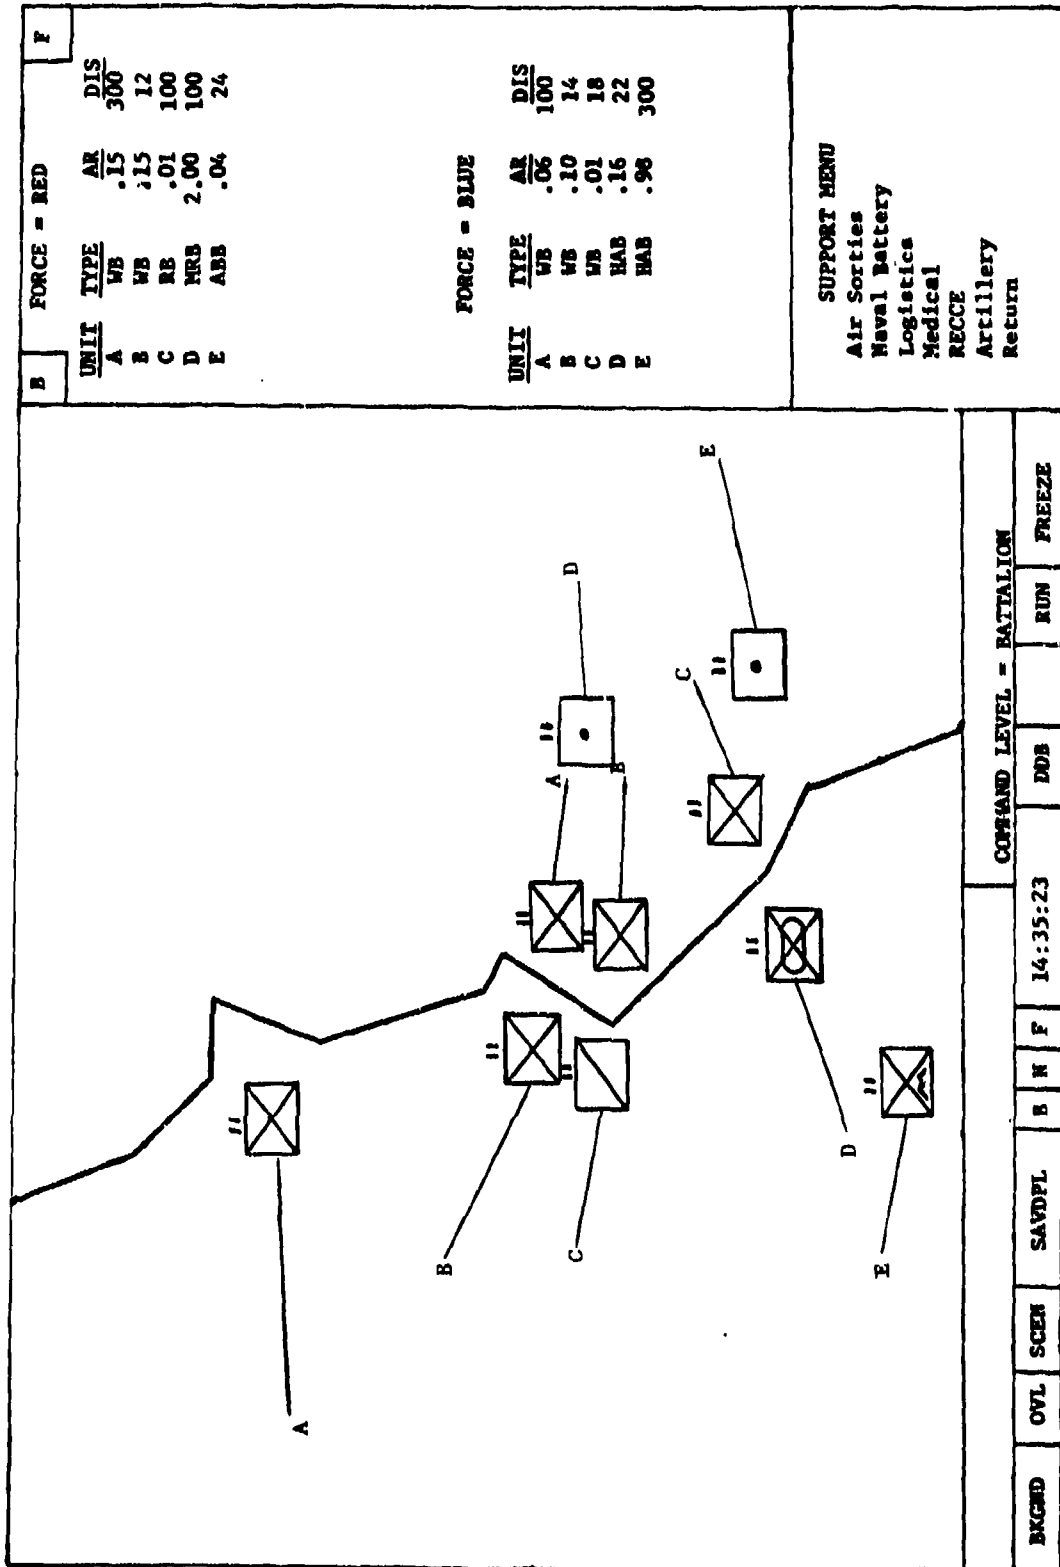 B FORCE = RED F
UNIT TYPE AR DIS
A WB .15 300
B WB .15 12
C RB .01 100
D MRB 2.00 100
E ABB .04 24
FORCE = BLUE
UNIT TYPE AR DIS
A WB .06 100
B WB .10 14
C WB .01 18
D HAB .16 22
E HAB .98 300
SUPPORT MENU
Air Sorties
Naval Battery
Logistics
Medical
RECCE
Artillery
Return
A
B
A
D
C
B
C
E
D
E
COMMAND LEVEL = BATTALION
BKGND OVL SCEN SAVDPL B N F 14:35:23 DDB RUN FREEZE